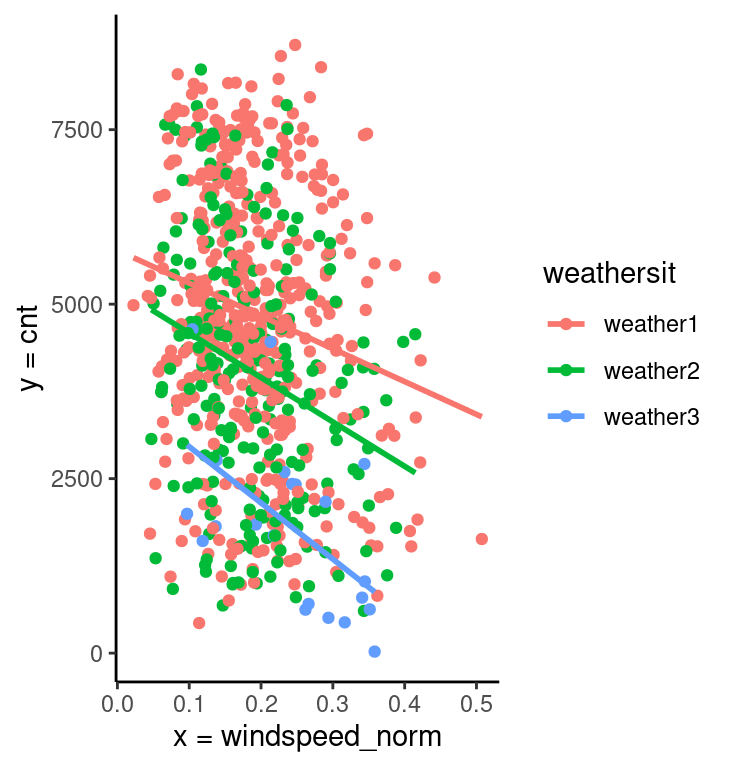 7500
5000
2500
0
y = cnt
0.0 0.1 0.2 0.3 0.4 0.5
x = windspeed_norm
weathersit
weather1
weather2
weather3